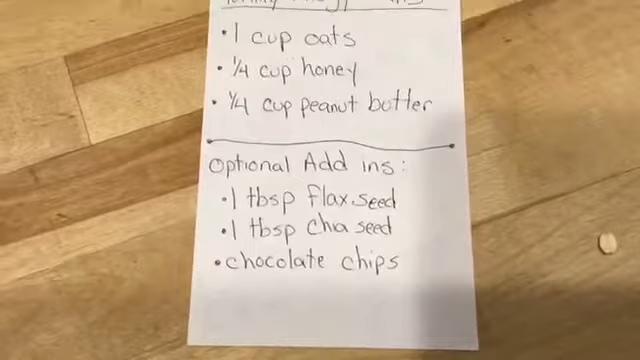 • 1 cup oats
• 1/4 cup honey
• 1/4 cup peanut butter
Optional Add ins:
• 1 tbsp flax seed
• 1 tbsp chia seed
• chocolate chips